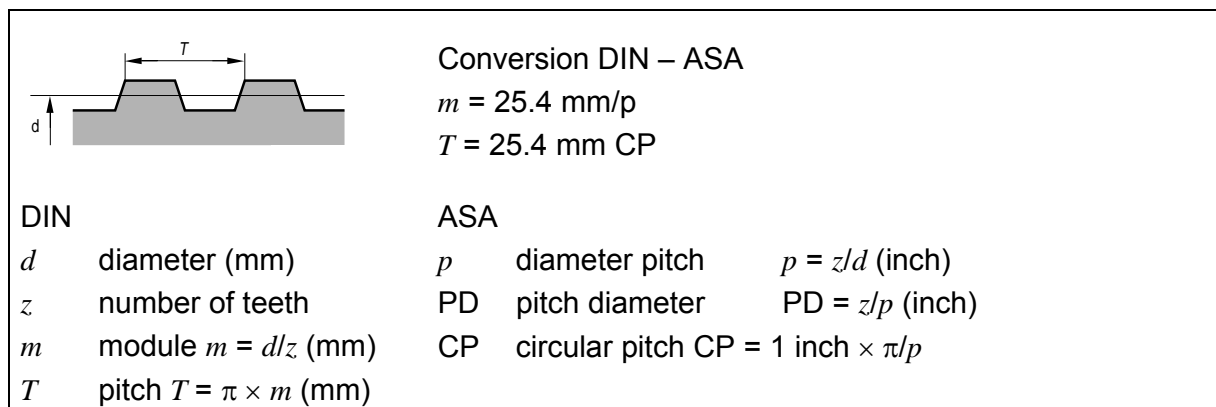 T
d
Conversion DIN – ASA
m = 25.4 mm/p
T = 25.4 mm CP
DIN ASA
d diameter (mm) p diameter pitch p = z/d (inch)
z number of teeth PD pitch diameter PD = z/p (inch)
m module m = d/z (mm) CP circular pitch CP = 1 inch × π/p
T pitch T = π × m (mm)